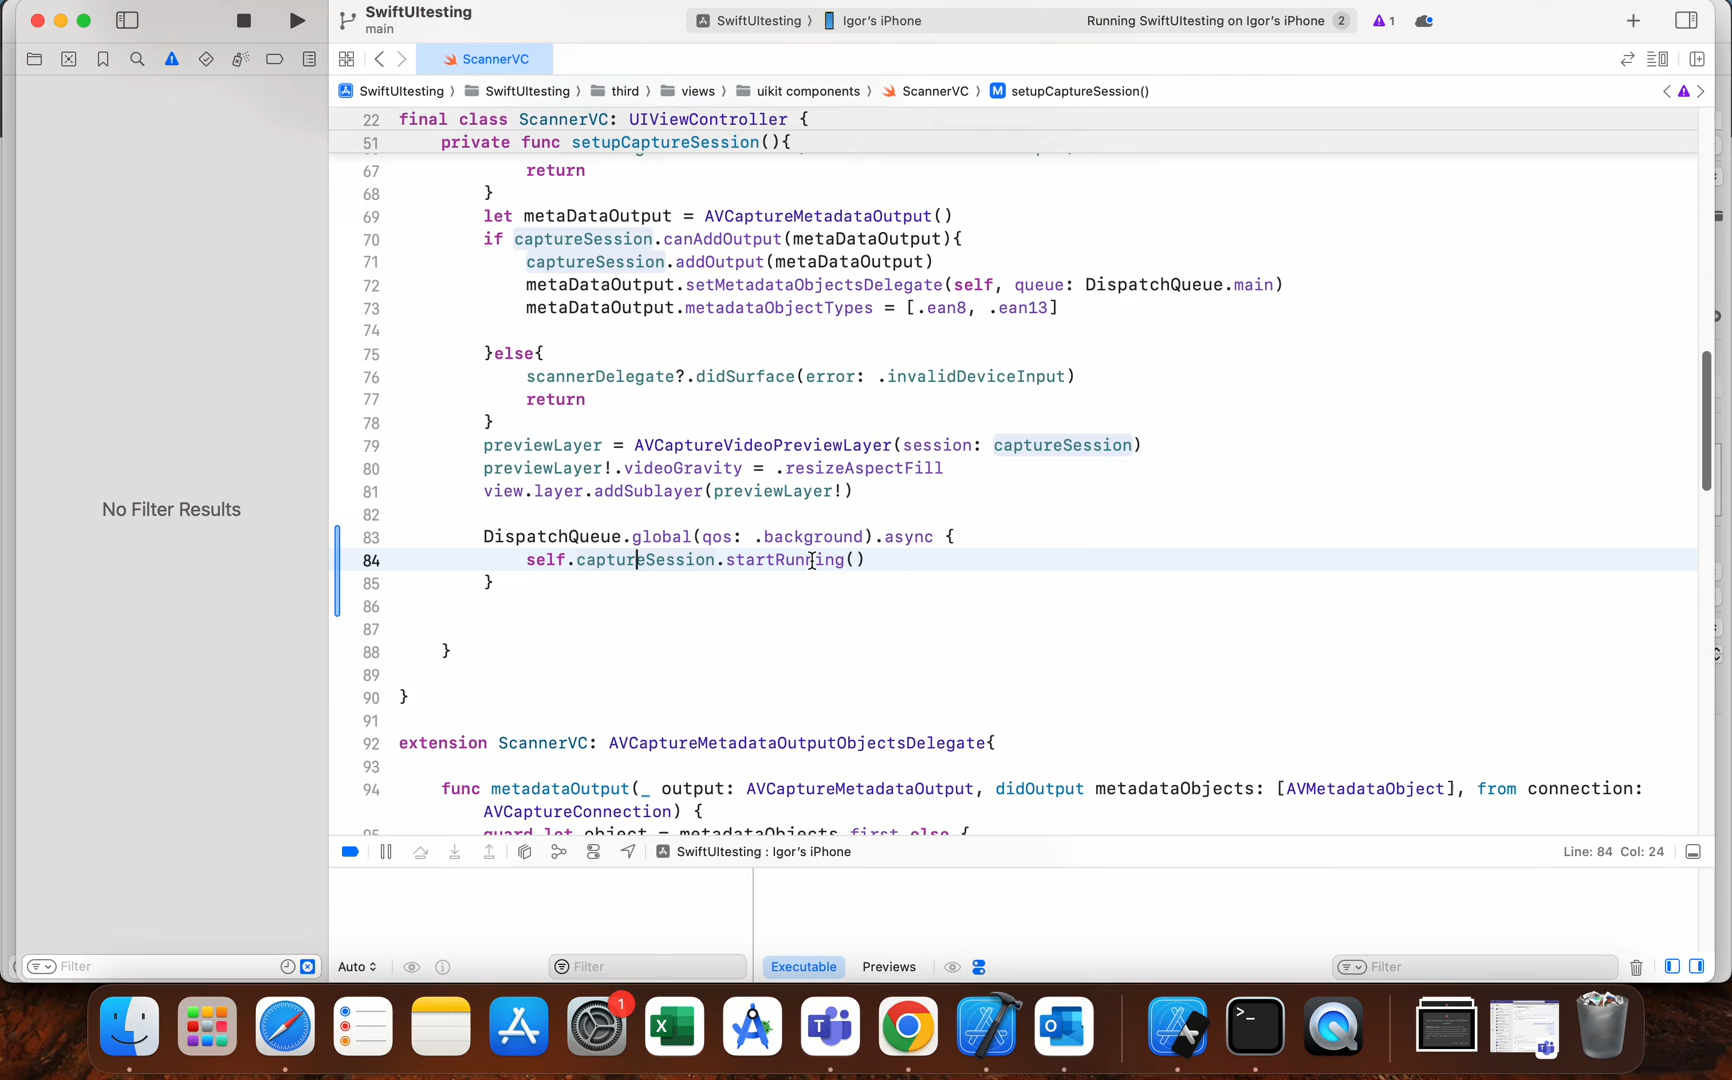 SwiftUItesting
main
SwiftUItesting
Igor's iPhone
Running SwiftUItesting on Igor's iPhone
2
1
ScannerVC
SwiftUItesting
SwiftUItesting
third
views
uikit components
ScannerVC
M
setupCaptureSession()
22 final class ScannerVC: UIViewController {
51 private func setupCaptureSession(){
67 return
68 }
69 let metaDataOutput = AVCaptureMetadataOutput()
70 if captureSession.canAddOutput(metaDataOutput){
71 captureSession.addOutput(metaDataOutput)
72 metaDataOutput.setMetadataObjectsDelegate(self, queue: DispatchQueue.main)
73 metaDataOutput.metadataObjectTypes = [.ean8, .ean13]
74
75 }else{
76 scannerDelegate?.didSurface(error: .invalidDeviceInput)
77 return
78 }
79 previewLayer = AVCaptureVideoPreviewLayer(session: captureSession)
80 previewLayer!.videoGravity = .resizeAspectFill
81 view.layer.addSublayer(previewLayer!)
82
83 DispatchQueue.global(qos: .background).async {
84 self.captureSession.startRunning()
85 }
86
87
88 }
89
90 }
91
92 extension ScannerVC: AVCaptureMetadataOutputObjectsDelegate{
93
94 func metadataOutput(_ output: AVCaptureMetadataOutput, didOutput metadataObjects: [AVMetadataObject], from connection:
AVCaptureConnection) {
95 guard let object = metadataObjects.first else {
No Filter Results
SwiftUItesting : Igor's iPhone
Line: 84 Col: 24
Filter
Auto
Filter
Executable
Previews
Filter
1